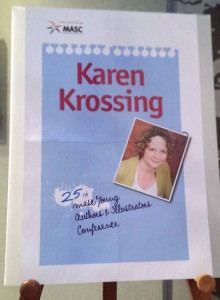 MASC
Karen
Krossing
25th
MASC Young
Authors & Illustrators
Conference